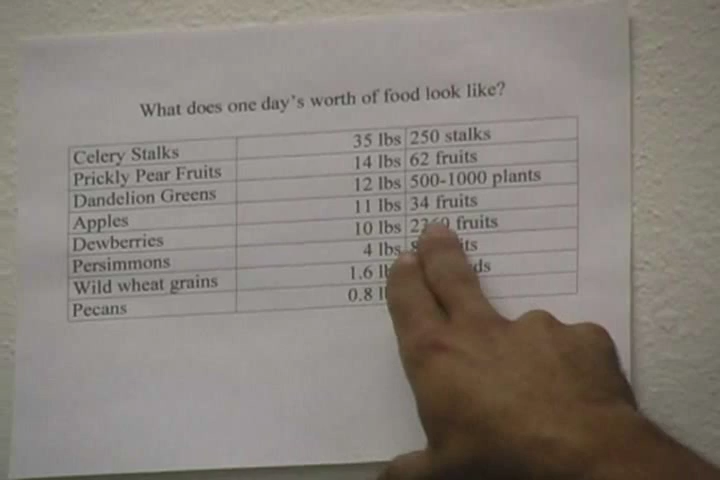 What does one day's worth of food look like?
Celery Stalks 35 lbs 250 stalks
Prickly Pear Fruits 14 lbs 62 fruits
Dandelion Greens 12 lbs 500-1000 plants
Apples 11 lbs 34 fruits
Dewberries 10 lbs fruits
Persimmons 4 lbs
Wild wheat grains 1.6
Pecans 0.8